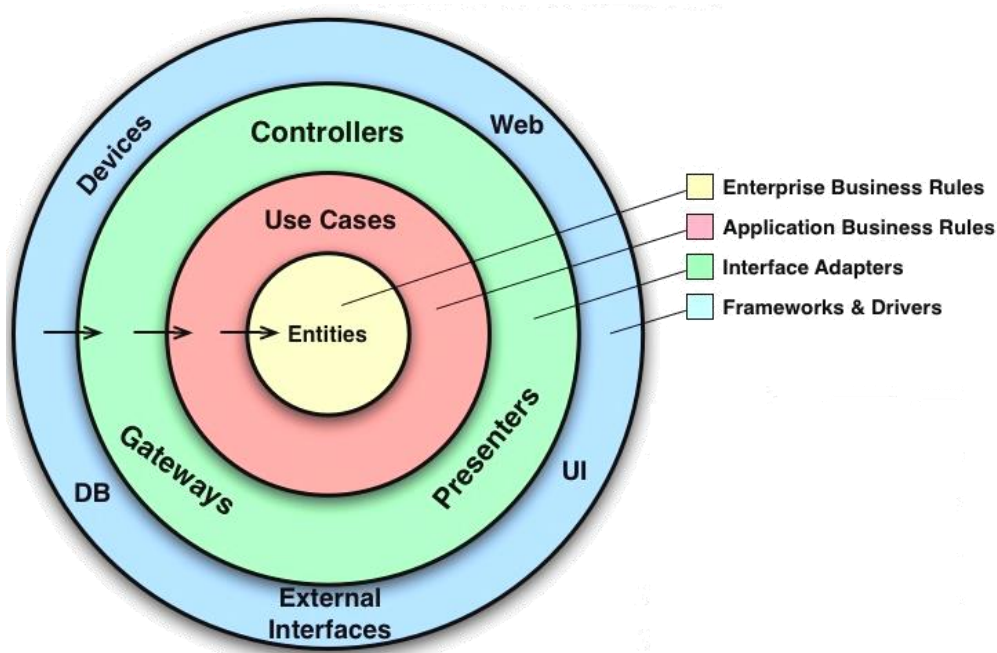 Devices
Controllers
Web
Use Cases
Entities
Gateways
Presenters
DB
UI
External
Interfaces
Enterprise Business Rules
Application Business Rules
Interface Adapters
Frameworks & Drivers